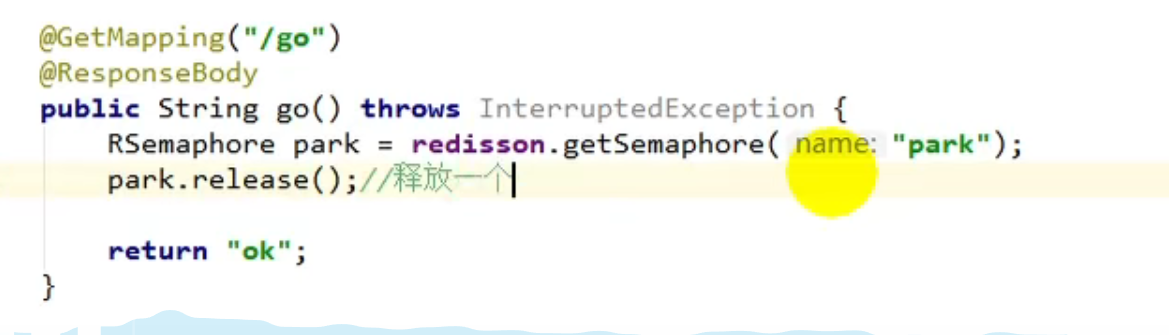 @GetMapping("/go")
@ResponseBody
public String go() throws InterruptedException {
RSemaphore park = redisson.getSemaphore( name: "park");
park.release();//释放一个
return "ok";
}